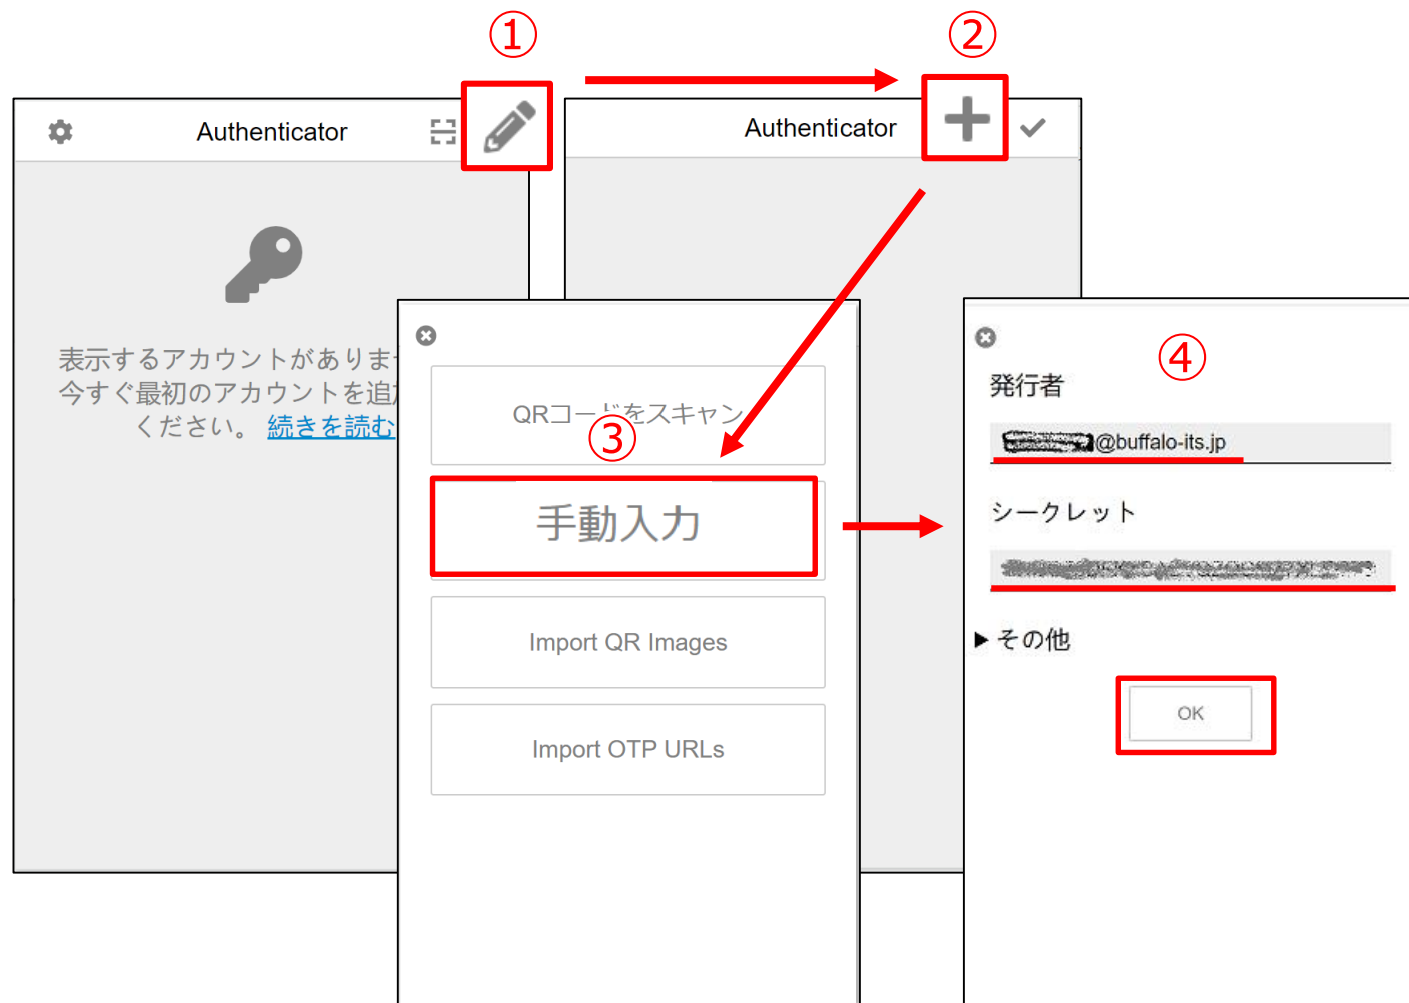 ①
②
Authenticator
Authenticator
表示するアカウントがありま
今すぐ最初のアカウントを追
ください。 続きを読む
QRコードをスキャン
③
手動入力
Import QR Images
Import OTP URLs
④
発行者
@buffalo-its.jp
シークレット
▶その他
OK